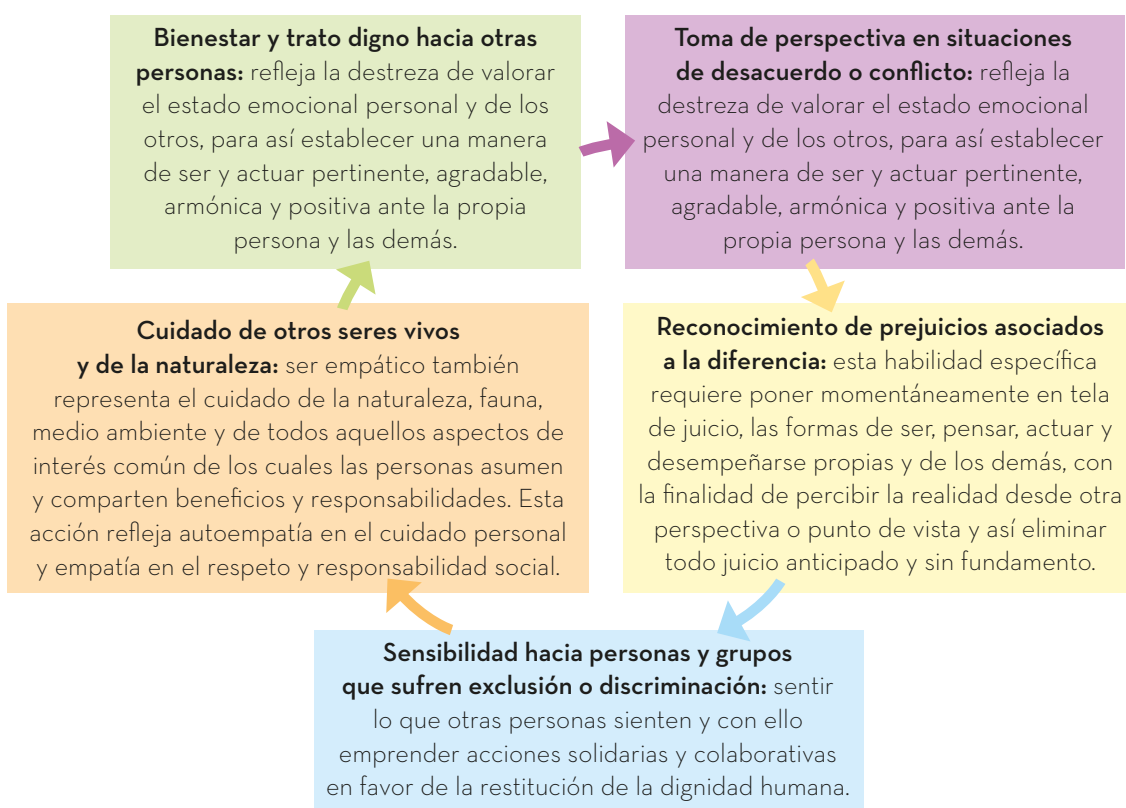 Bienestar y trato digno hacia otras
personas: refleja la destreza de valorar
el estado emocional personal y de los
otros, para así establecer una manera
de ser y actuar pertinente, agradable,
armónica y positiva ante la propia
persona y las demás.
Toma de perspectiva en situaciones
de desacuerdo o conflicto: refleja la
destreza de valorar el estado emocional
personal y de los otros, para así establecer
una manera de ser y actuar pertinente,
agradable, armónica y positiva ante la
propia persona y las demás.
Reconocimiento de prejuicios asociados
a la diferencia: esta habilidad específica
requiere poner momentáneamente en tela
de juicio, las formas de ser, pensar, actuar y
desempeñarse propias y de los demás, con
la finalidad de percibir la realidad desde otra
perspectiva o punto de vista y así eliminar
todo juicio anticipado y sin fundamento.
Sensibilidad hacia personas y grupos
que sufren exclusión o discriminación: sentir
lo que otras personas sienten y con ello
emprender acciones solidarias y colaborativas
en favor de la restitución de la dignidad humana.
Cuidado de otros seres vivos
y de la naturaleza: ser empático también
representa el cuidado de la naturaleza, fauna,
medio ambiente y de todos aquellos aspectos de
interés común de los cuales las personas asumen
y comparten beneficios y responsabilidades. Esta
acción refleja autoempatía en el cuidado personal
y empatía en el respeto y responsabilidad social.